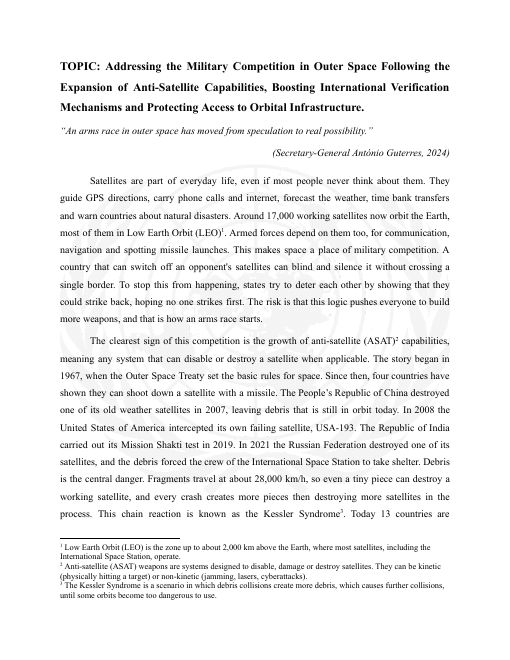 TOPIC: Addressing the Military Competition in Outer Space Following the
Expansion of Anti-Satellite Capabilities, Boosting International Verification
Mechanisms and Protecting Access to Orbital Infrastructure.
“An arms race in outer space has moved from speculation to real possibility.”
(Secretary-General António Guterres, 2024)
Satellites are part of everyday life, even if most people never think about them. They
guide GPS directions, carry phone calls and internet, forecast the weather, time bank transfers
and warn countries about natural disasters. Around 17,000 working satellites now orbit the Earth,
most of them in Low Earth Orbit (LEO)¹. Armed forces depend on them too, for communication,
navigation and spotting missile launches. This makes space a place of military competition. A
country that can switch off an opponent's satellites can blind and silence it without crossing a
single border. To stop this from happening, states try to deter each other by showing that they
could strike back, hoping no one strikes first. The risk is that this logic pushes everyone to build
more weapons, and that is how an arms race starts.
The clearest sign of this competition is the growth of anti-satellite (ASAT)² capabilities,
meaning any system that can disable or destroy a satellite when applicable. The story began in
1967, when the Outer Space Treaty set the basic rules for space. Since then, four countries have
shown they can shoot down a satellite with a missile. The People's Republic of China destroyed
one of its old weather satellites in 2007, leaving debris that is still in orbit today. In 2008 the
United States of America intercepted its own failing satellite, USA-193. The Republic of India
carried out its Mission Shakti test in 2019. In 2021 the Russian Federation destroyed one of its
satellites, and the debris forced the crew of the International Space Station to take shelter. Debris
is the central danger. Fragments travel at about 28,000 km/h, so even a tiny piece can destroy a
working satellite, and every crash creates more pieces then destroying more satellites in the
process. This chain reaction is known as the Kessler Syndrome³. Today 13 countries are
¹ Low Earth Orbit (LEO) is the zone up to about 2,000 km above the Earth, where most satellites, including the
International Space Station, operate.
² Anti-satellite (ASAT) weapons are systems designed to disable, damage or destroy satellites. They can be kinetic
(physically hitting a target) or non-kinetic (jamming, lasers, cyberattacks).
³ The Kessler Syndrome is a scenario in which debris collisions create more debris, which causes further collisions,
until some orbits become too dangerous to use.